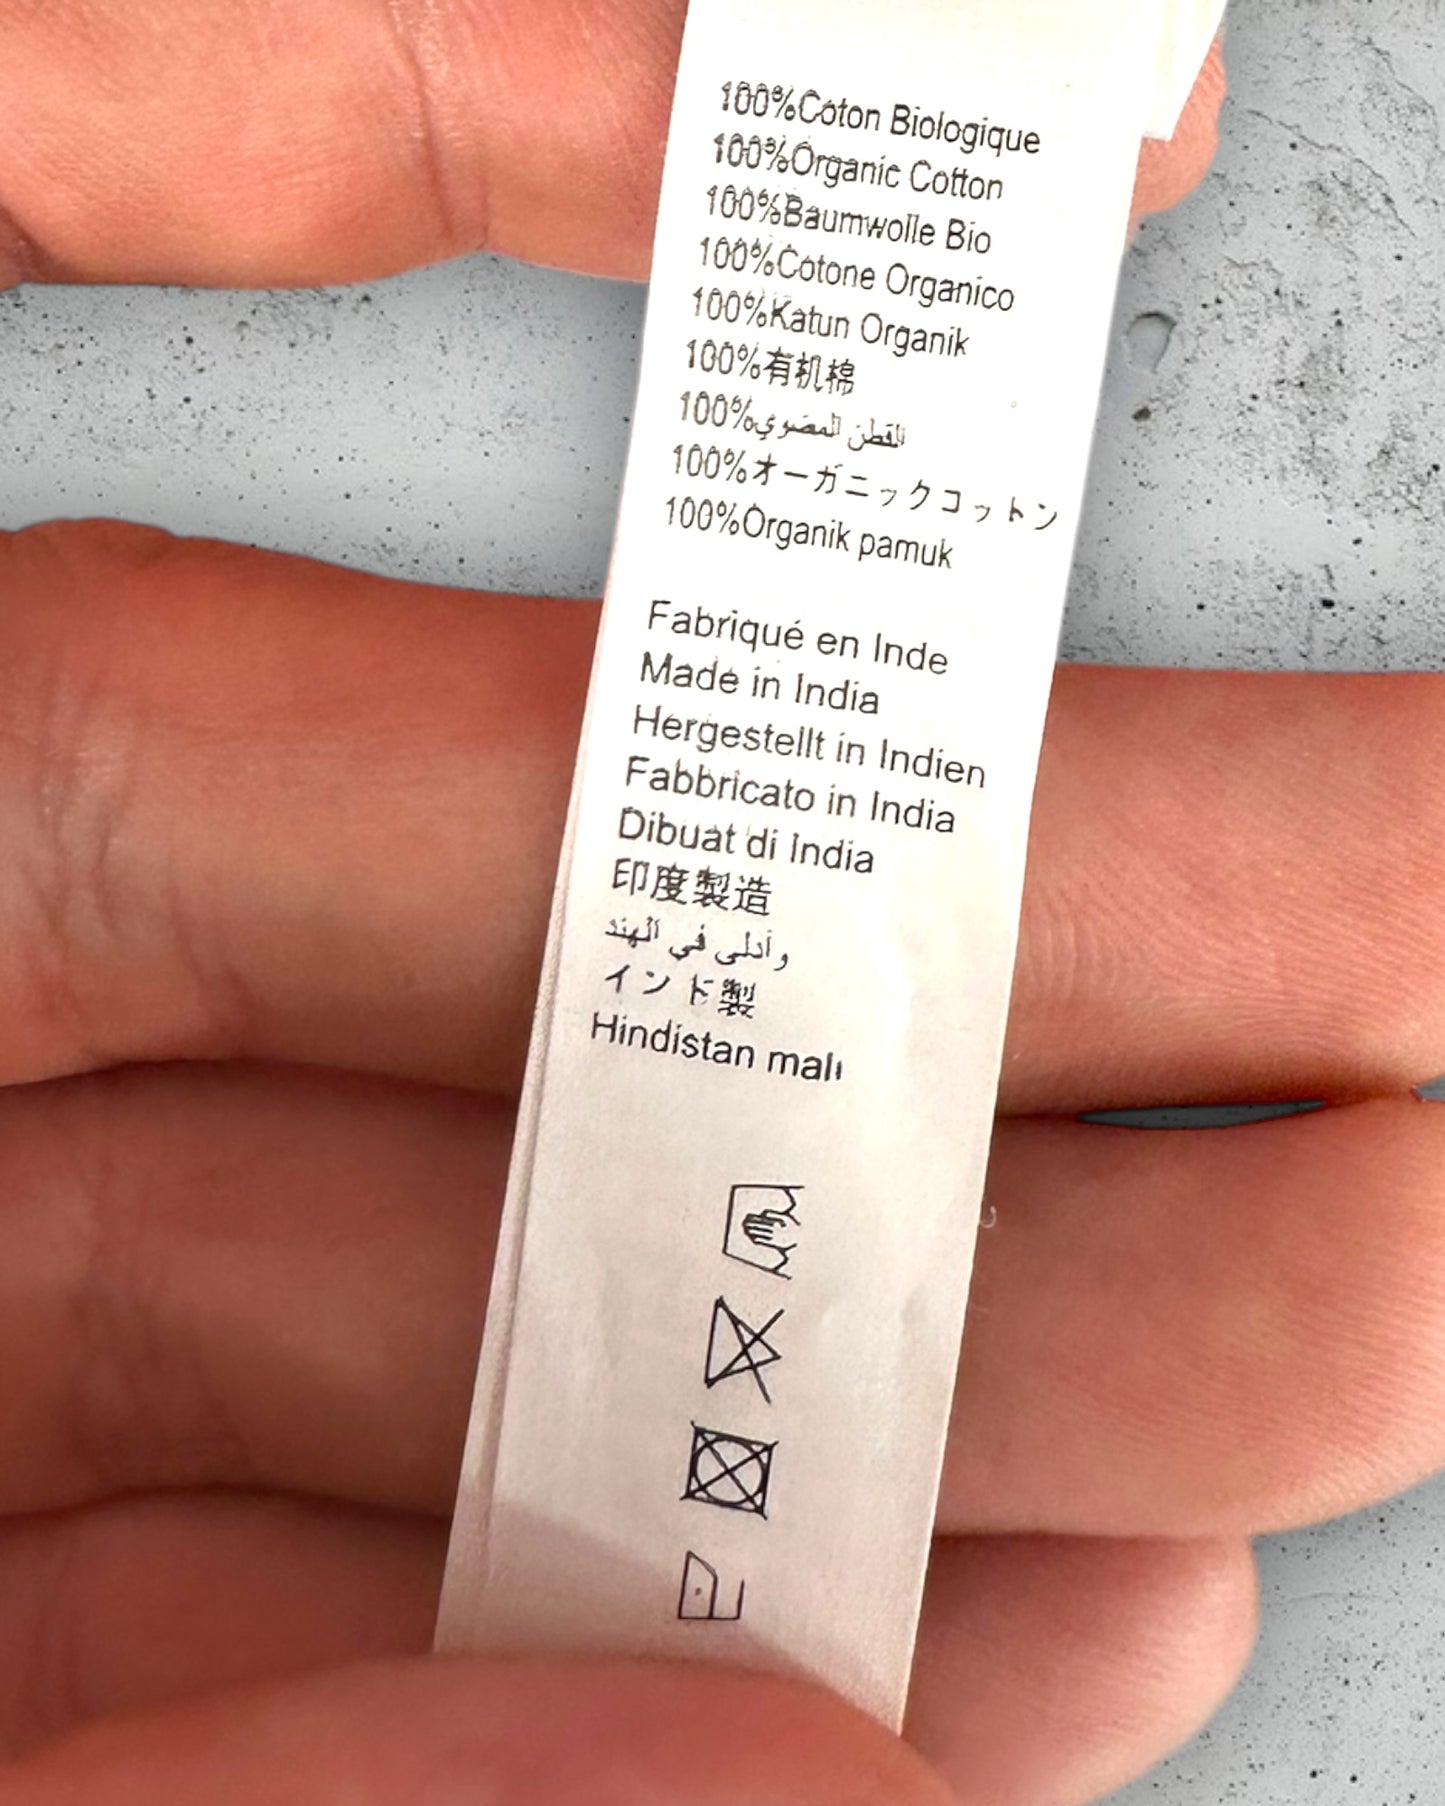 100%Coton Biologique
100%Organic Cotton
100%Baumwolle Bio
100%Cotone Organico
100%Katun Organik
100%有机棉
100%القطن المضوي
100%オーガニックコットン
100%Organik pamuk
Fabriqué en Inde
Made in India
Hergestellt in Indien
Fabbricato in India
Dibuat di India
印度製造
وأدلى في الهند
インド製
Hindistan malı